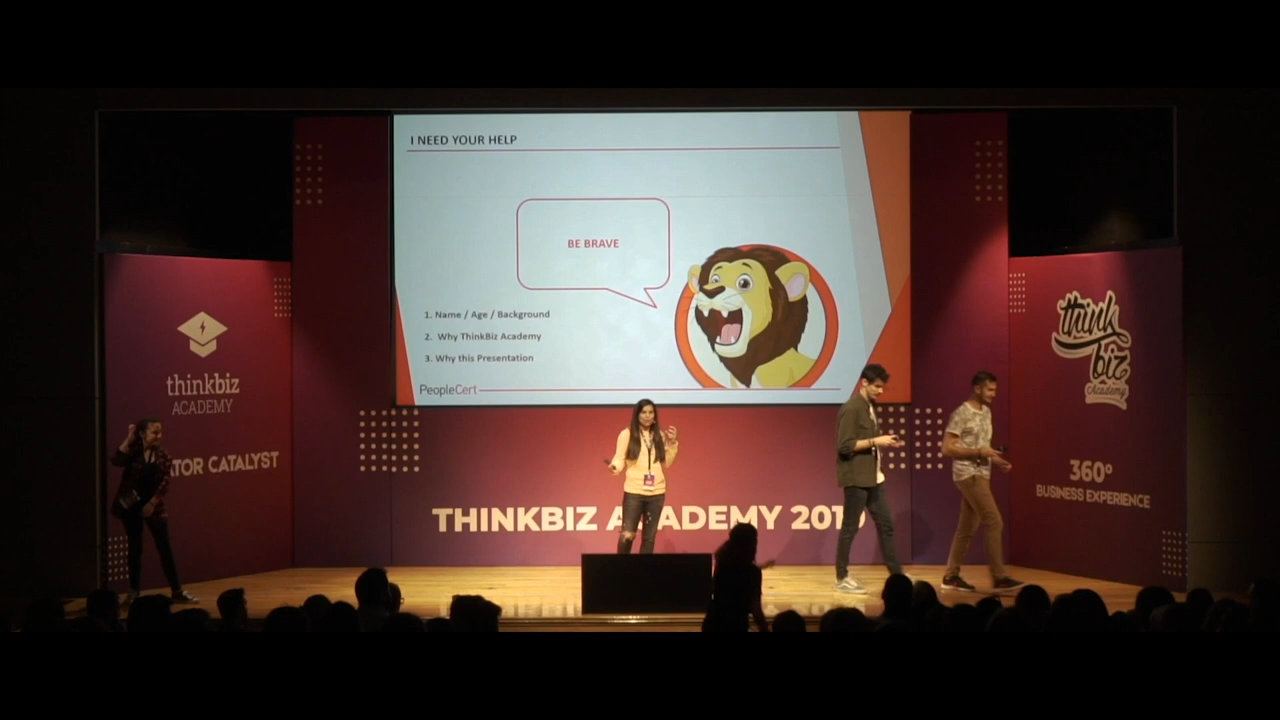 I NEED YOUR HELP
BE BRAVE
1. Name / Age / Background
2. Why ThinkBiz Academy
3. Why this Presentation
PeopleCert
thinkbiz
ACADEMY
TOR CATALYST
think
biz
Academy
360°
BUSINESS EXPERIENCE
THINKBIZ A ADEMY 201